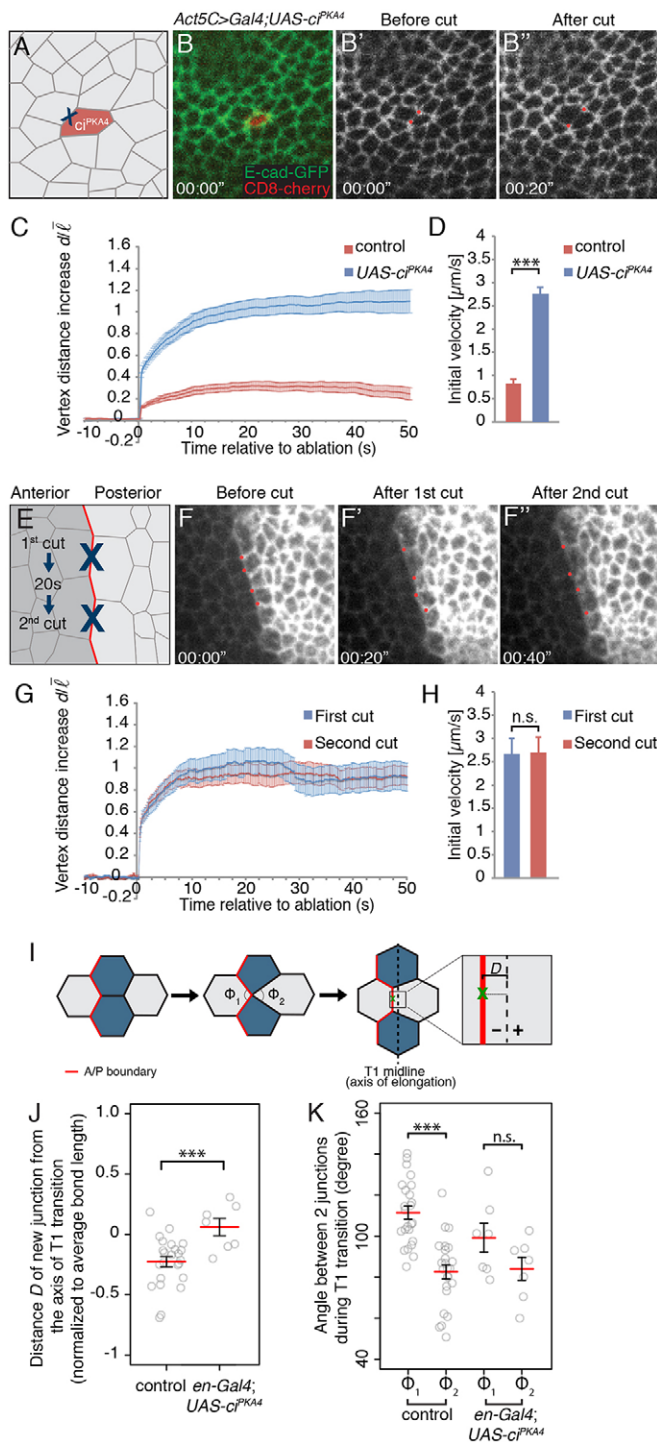 Act5C>Gal4;UAS-ci^PKA4
Before cut
After cut
A
ci^PKA4
B
E-cad-GFP
CD8-cherry
00:00”
B'
00:00”
B”
00:20”
C
Vertex distance increase d/ℓ̄
1.6
1.4
1.2
1
0.8
0.6
0.4
0.2
0
-0.2
-10
-5
0
10
20
30
40
50
Time relative to ablation (s)
control
UAS-ci^PKA4
D
control
UAS-ci^PKA4
Initial velocity [µm/s]
4
3.5
3
2.5
2
1.5
1
0.5
0
***
Anterior
Posterior
Before cut
After 1st cut
After 2nd cut
E
1st cut
20s
2nd cut
F
00:00”
F'
00:20”
F”
00:40”
G
Vertex distance increase d/ℓ̄
1.6
1.4
1.2
1
0.8
0.6
0.4
0.2
0
-0.2
-10
-5
0
10
20
30
40
50
Time relative to ablation (s)
First cut
Second cut
H
First cut
Second cut
Initial velocity [µm/s]
4
3.5
3
2.5
2
1.5
1
0.5
0
n.s.
I
Φ1
Φ2
D
− +
A/P boundary
T1 midline
(axis of elongation)
J
Distance D of new junction from
the axis of T1 transition
(normalized to average bond length)
1
0.5
0
-0.5
-1
***
control
en-Gal4;
UAS-ci^PKA4
K
Angle between 2 junctions
during T1 transition (degree)
160
100
40
***
n.s.
Φ1
Φ2
Φ1
Φ2
control
en-Gal4;
UAS-ci^PKA4